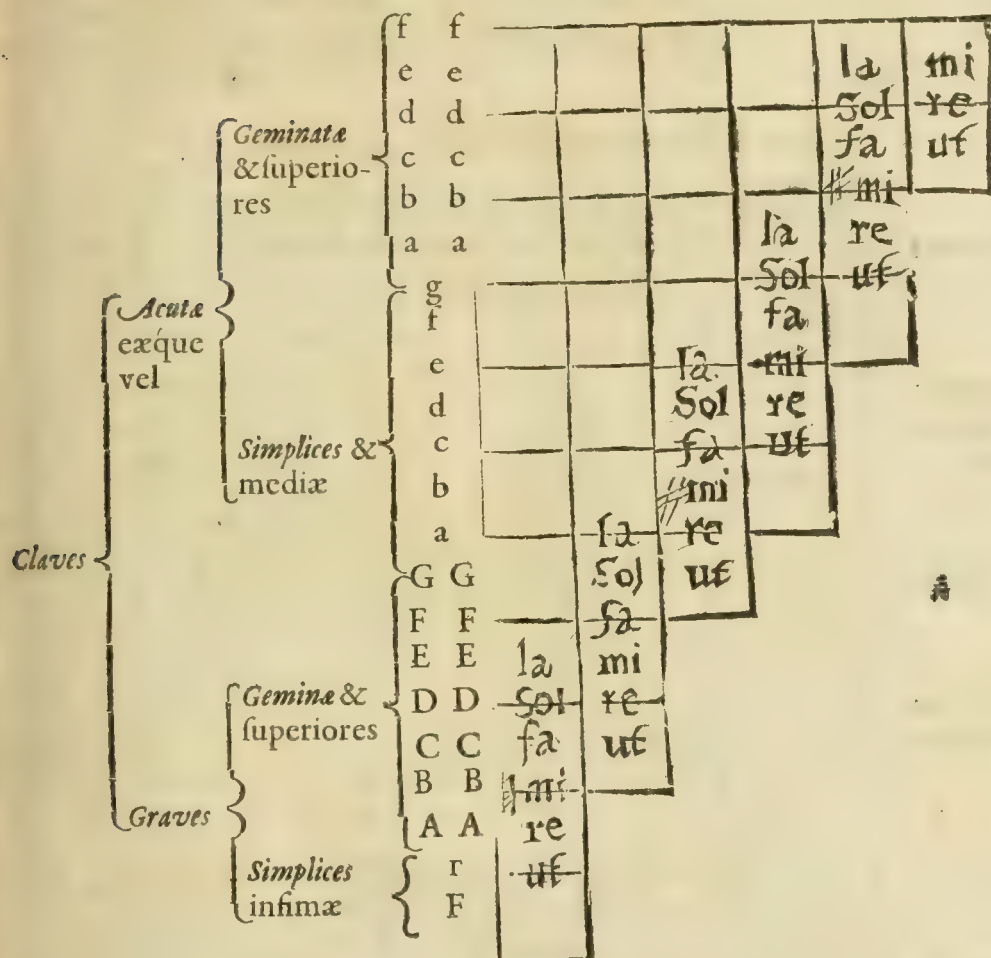 f f
e e la mi
d d Sol re
Geminatæ
&ſuperio-
res
c c fa ut
b b # mi
a a la re
g Sol ut
Acutæ
eǽque
vel
f fa
e la mi
d Sol re
Simplices &
mediæ
c fa ut
b # mi
a la re
Claves
G G Sol ut
F F fa
E E la mi
Geminæ &
ſuperiores
D D Sol re
C C fa ut
B B # mi
Graves
A A re
Simplices
infimæ
r ut
F